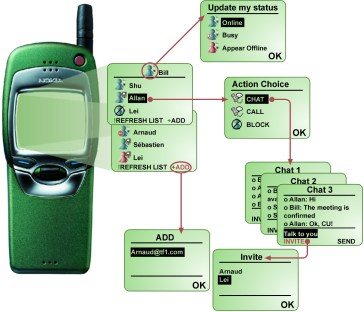 NOKIA
Update my status
Online
Busy
Appear Offline
OK
Bill
Shu
Allan
Lei
!REFRESH LIST +ADD
Arnaud
Sébastien
Lei
!REFRESH LIST +ADD
Action Choice
CHAT
CALL
BLOCK
OK
Chat 1
Chat 2
Chat 3
o Allan: Hi
o Bill: The meeting is
confirmed
o Allan: Ok, CU!
Talk to you
INVITE SEND
ADD
Arnaud@tf1.com
OK
Invite
Arnaud
Lei
OK